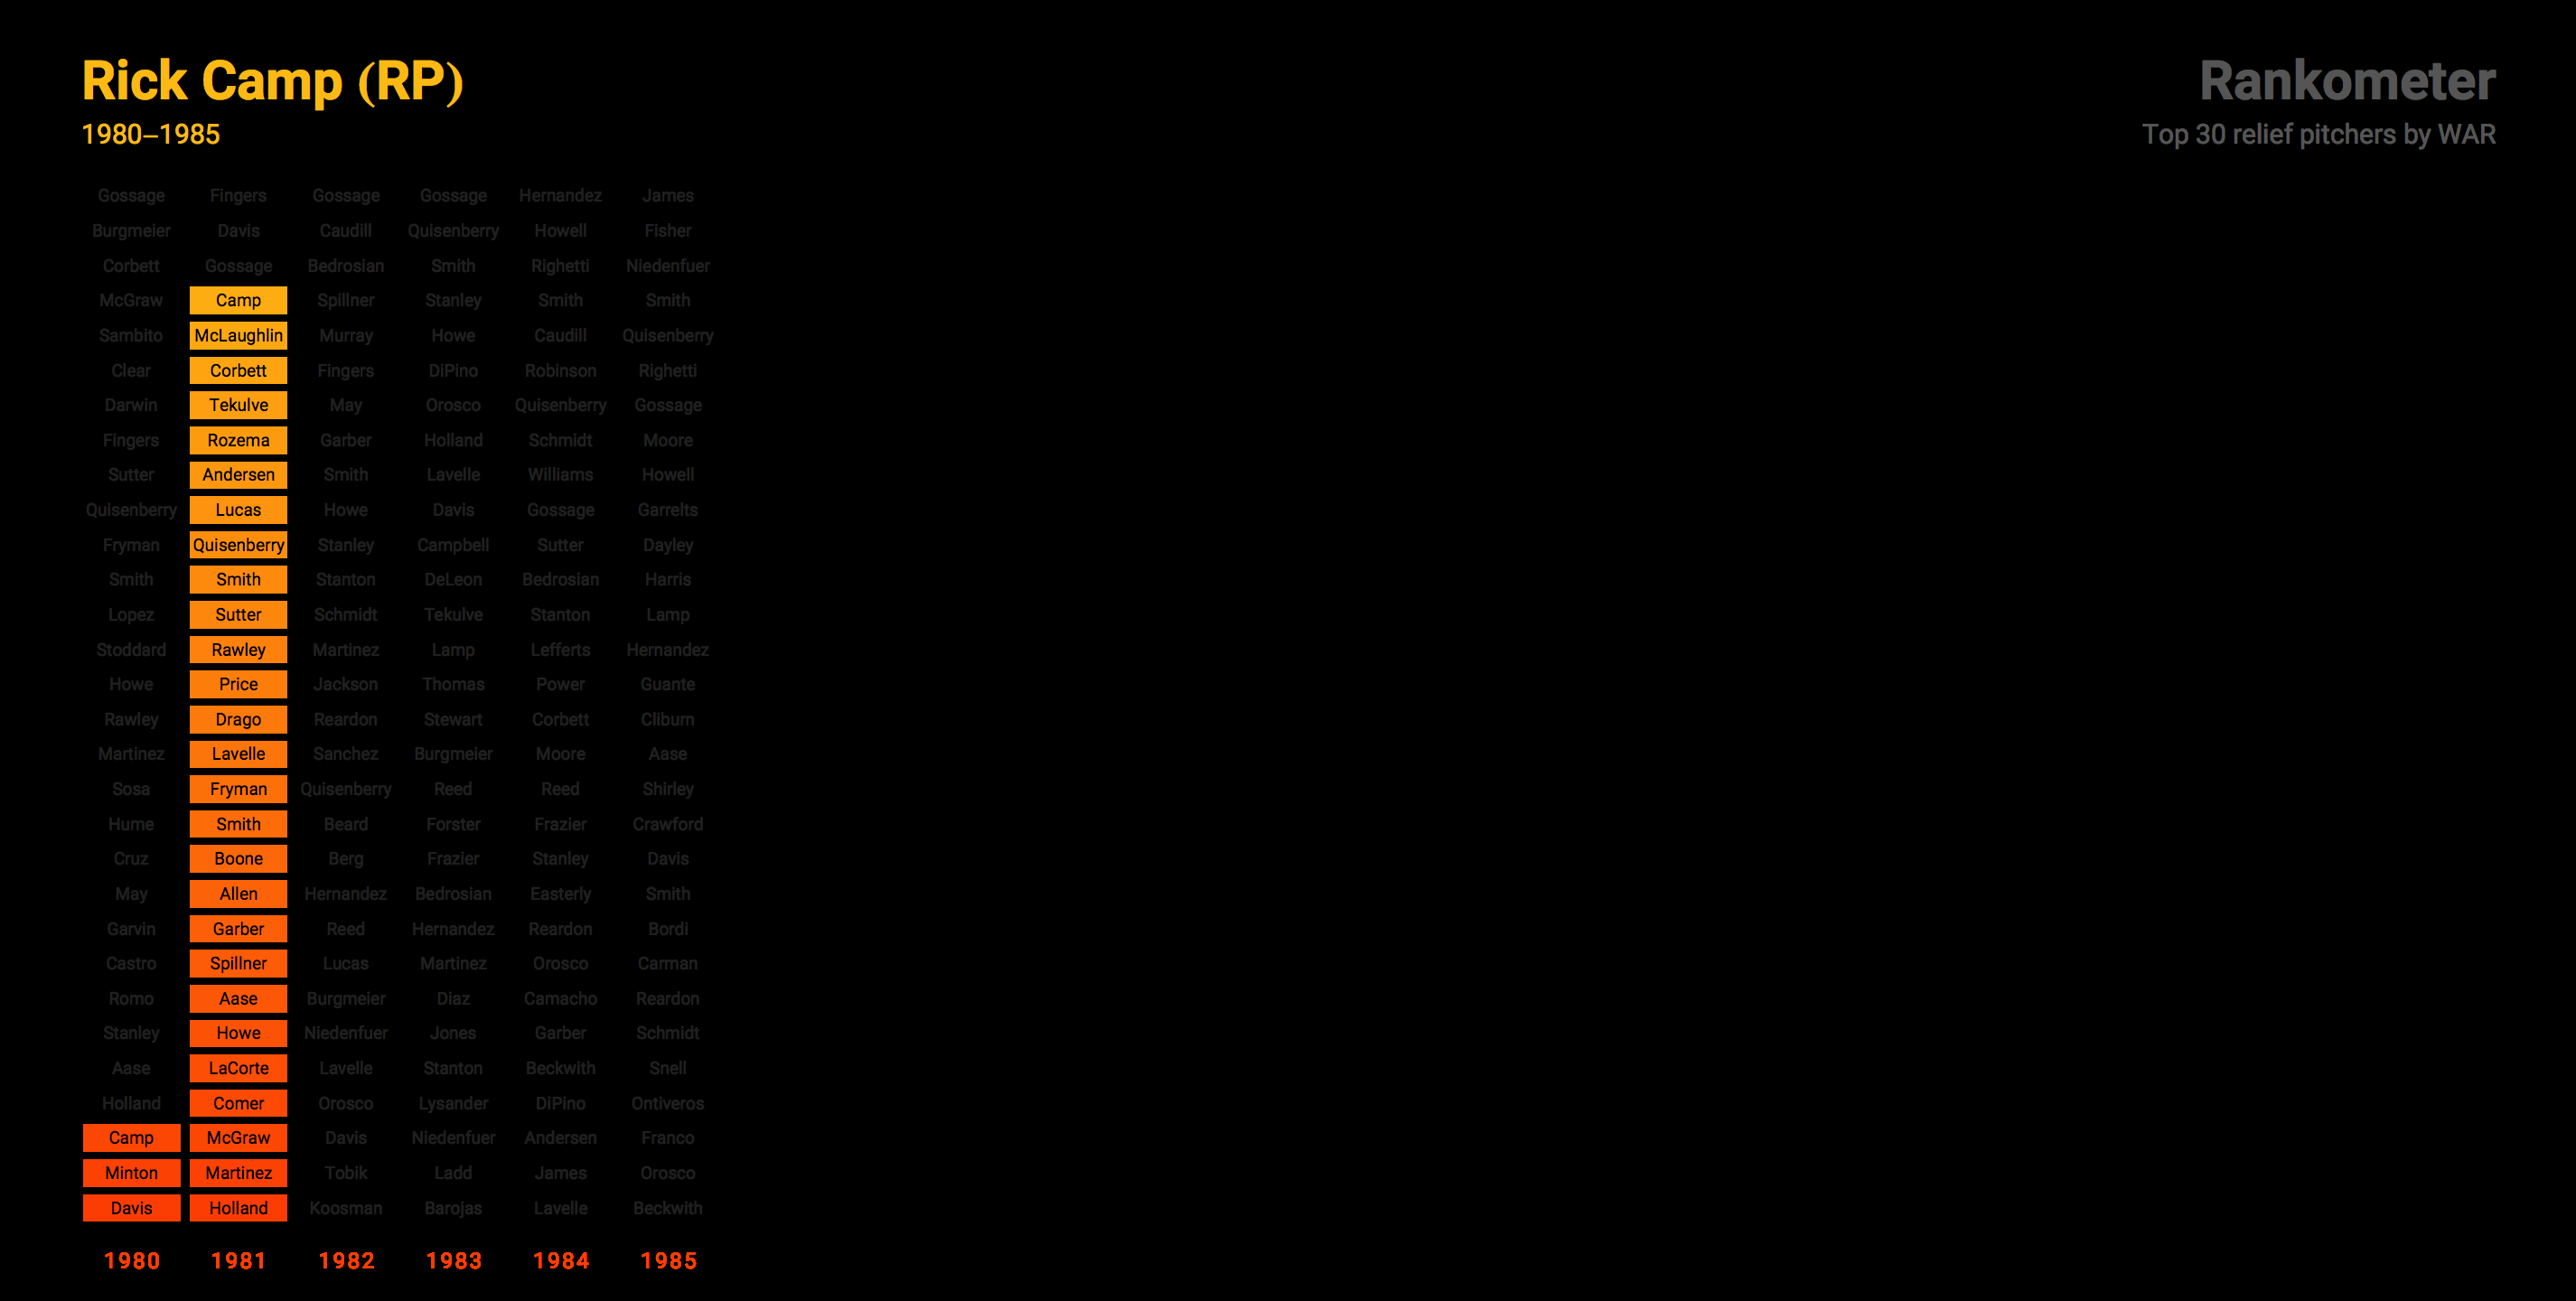 Rick Camp (RP)
1980–1985
Rankometer
Top 30 relief pitchers by WAR
Gossage Fingers Gossage Gossage Hernandez James
Burgmeier Davis Caudill Quisenberry Howell Fisher
Corbett Gossage Bedrosian Smith Righetti Niedenfuer
McGraw Camp Spillner Stanley Smith Smith
Sambito McLaughlin Murray Howe Caudill Quisenberry
Clear Corbett Fingers DiPino Robinson Righetti
Darwin Tekulve May Orosco Quisenberry Gossage
Fingers Rozema Garber Holland Schmidt Moore
Sutter Andersen Smith Lavelle Williams Howell
Quisenberry Lucas Howe Davis Gossage Garrelts
Fryman Quisenberry Stanley Campbell Sutter Dayley
Smith Smith Stanton DeLeon Bedrosian Harris
Lopez Sutter Schmidt Tekulve Stanton Lamp
Stoddard Rawley Martinez Lamp Lefferts Hernandez
Howe Price Jackson Thomas Power Guante
Rawley Drago Reardon Stewart Corbett Cliburn
Martinez Lavelle Sanchez Burgmeier Moore Aase
Sosa Fryman Quisenberry Reed Reed Shirley
Hume Smith Beard Forster Frazier Crawford
Cruz Boone Berg Frazier Stanley Davis
May Allen Hernandez Bedrosian Easterly Smith
Garvin Garber Reed Hernandez Reardon Bordi
Castro Spillner Lucas Martinez Orosco Carman
Romo Aase Burgmeier Diaz Camacho Reardon
Stanley Howe Niedenfuer Jones Garber Schmidt
Aase LaCorte Lavelle Stanton Beckwith Snell
Holland Comer Orosco Lysander DiPino Ontiveros
Camp McGraw Davis Niedenfuer Andersen Franco
Minton Martinez Tobik Ladd James Orosco
Davis Holland Koosman Barojas Lavelle Beckwith
1980 1981 1982 1983 1984 1985